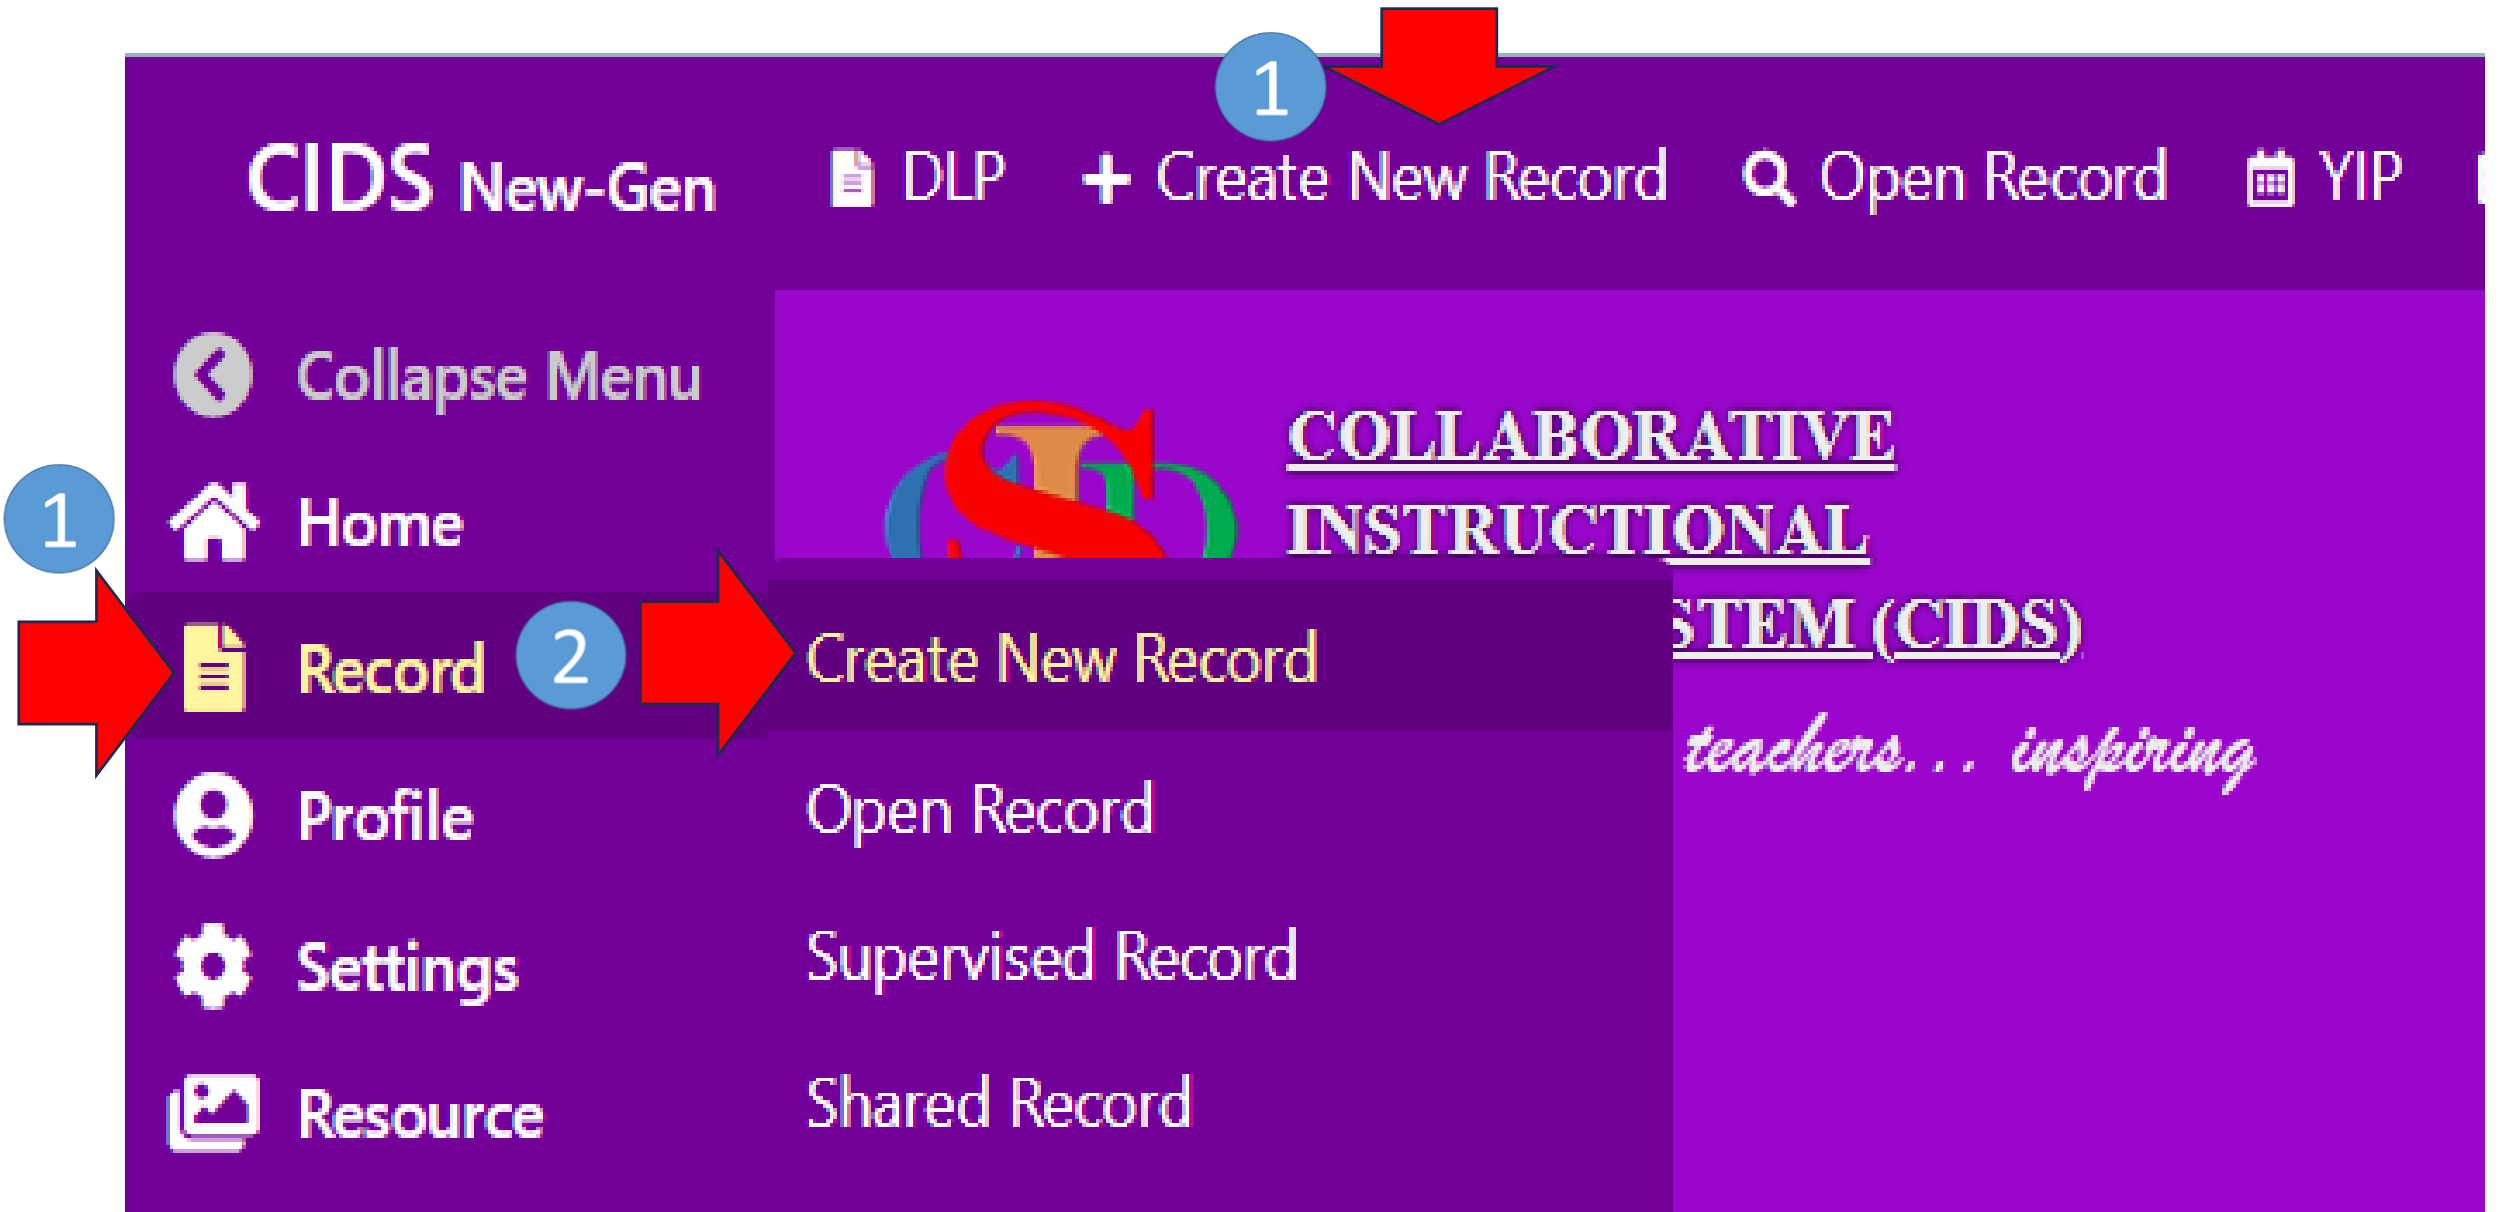 1
CIDS New-Gen DLP Create New Record Open Record YIP
Collapse Menu
1
Home
Record
Profile
Settings
Resource
2
Create New Record
Open Record
Supervised Record
Shared Record
COLLABORATIVE
INSTRUCTIONAL
STEM (CIDS)
teachers... inspiring